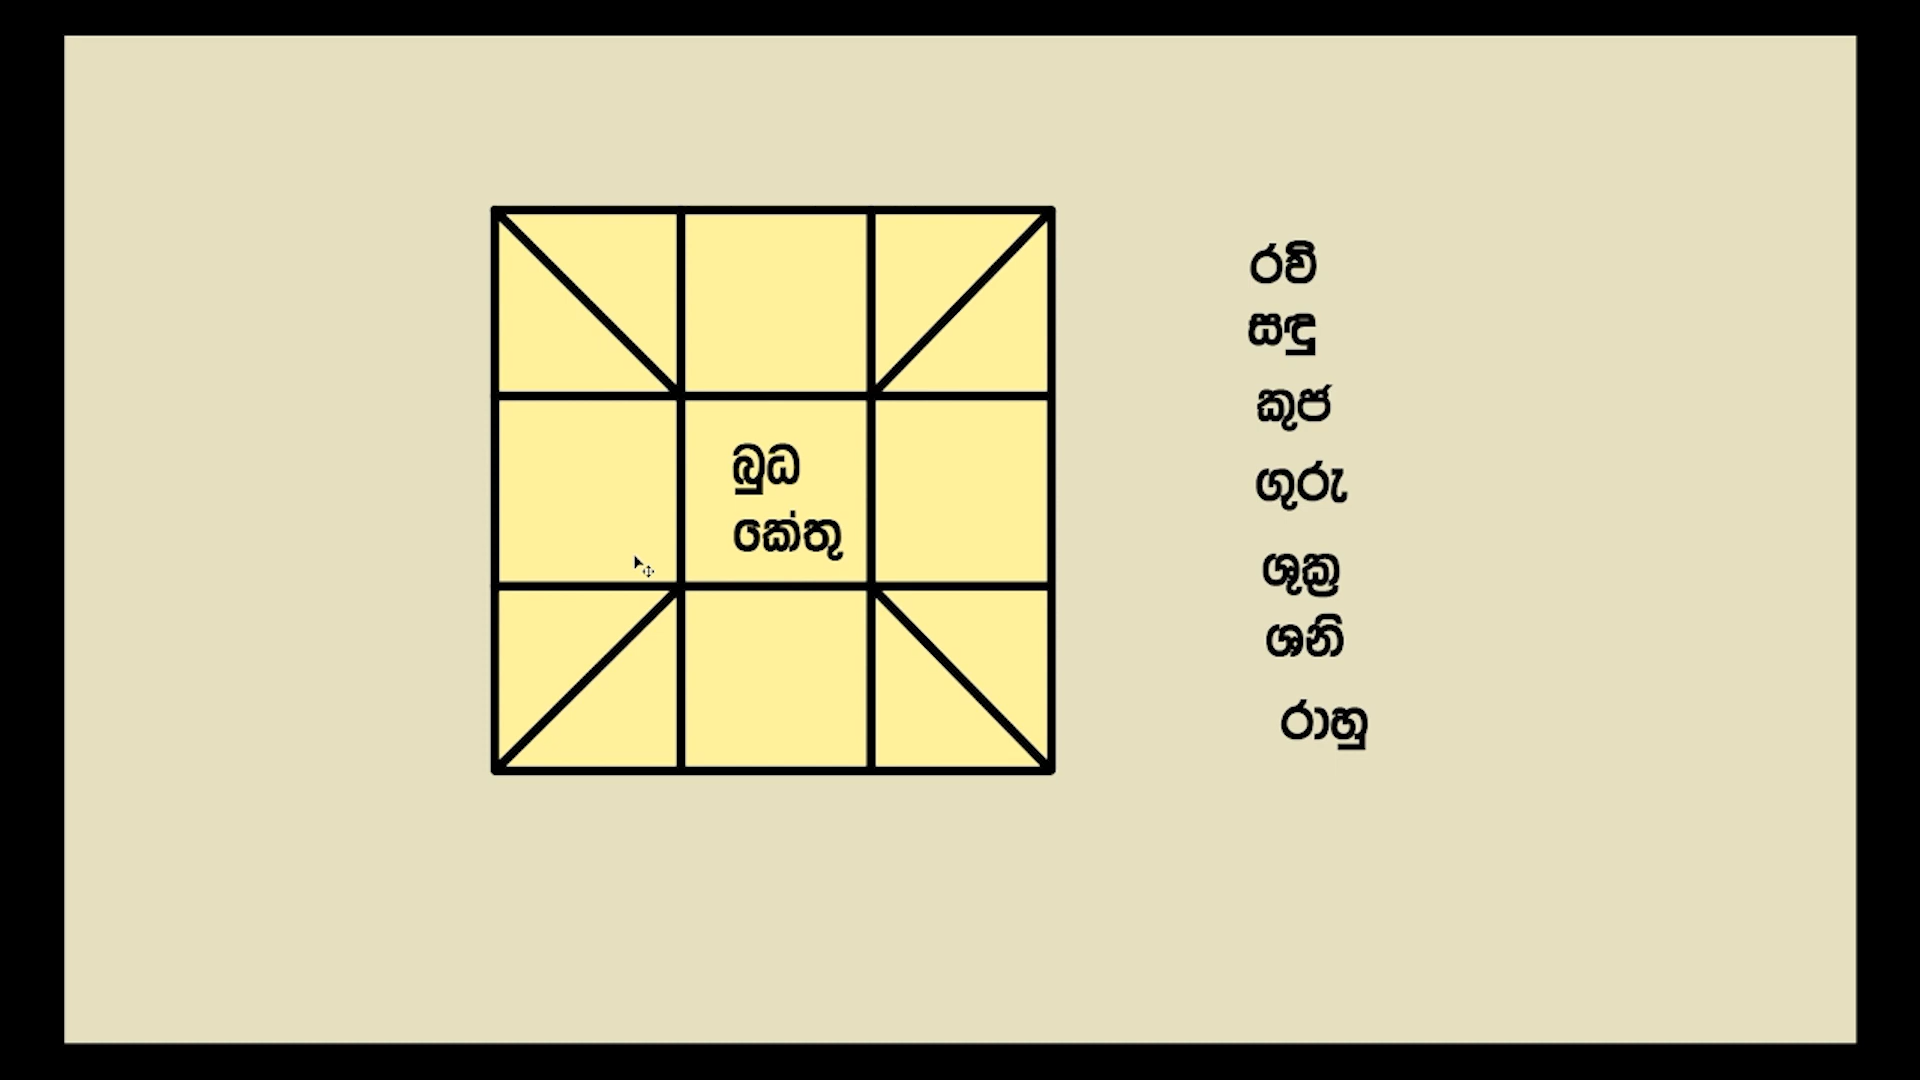 බුධ
කේතු
රවි
සඳු
කුජ
ගුරු
ශුක්‍ර
ශනි
රාහු